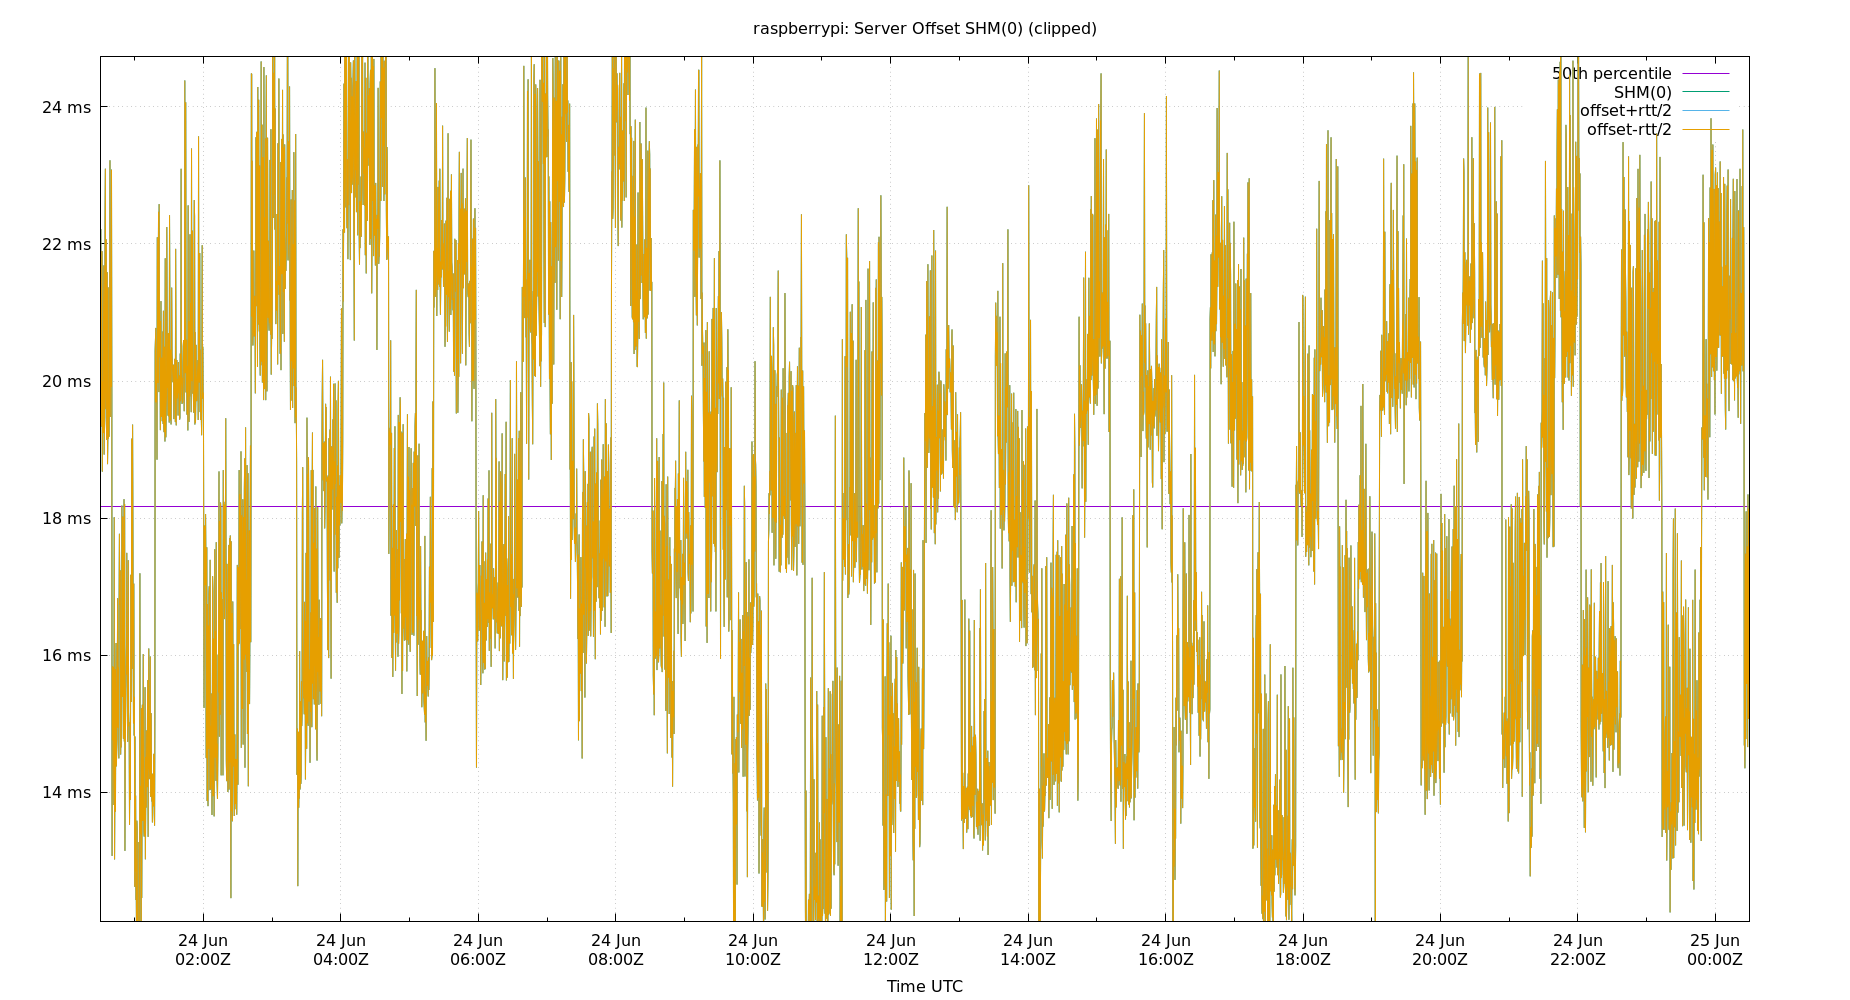 raspberrypi: Server Offset SHM(0) (clipped)
50th percentile
SHM(0)
offset+rtt/2
offset-rtt/2
24 ms
22 ms
20 ms
18 ms
16 ms
14 ms
24 Jun 24 Jun 24 Jun 24 Jun 24 Jun 24 Jun 24 Jun 24 Jun 24 Jun 24 Jun 24 Jun 25 Jun
02:00Z 04:00Z 06:00Z 08:00Z 10:00Z 12:00Z 14:00Z 16:00Z 18:00Z 20:00Z 22:00Z 00:00Z
Time UTC